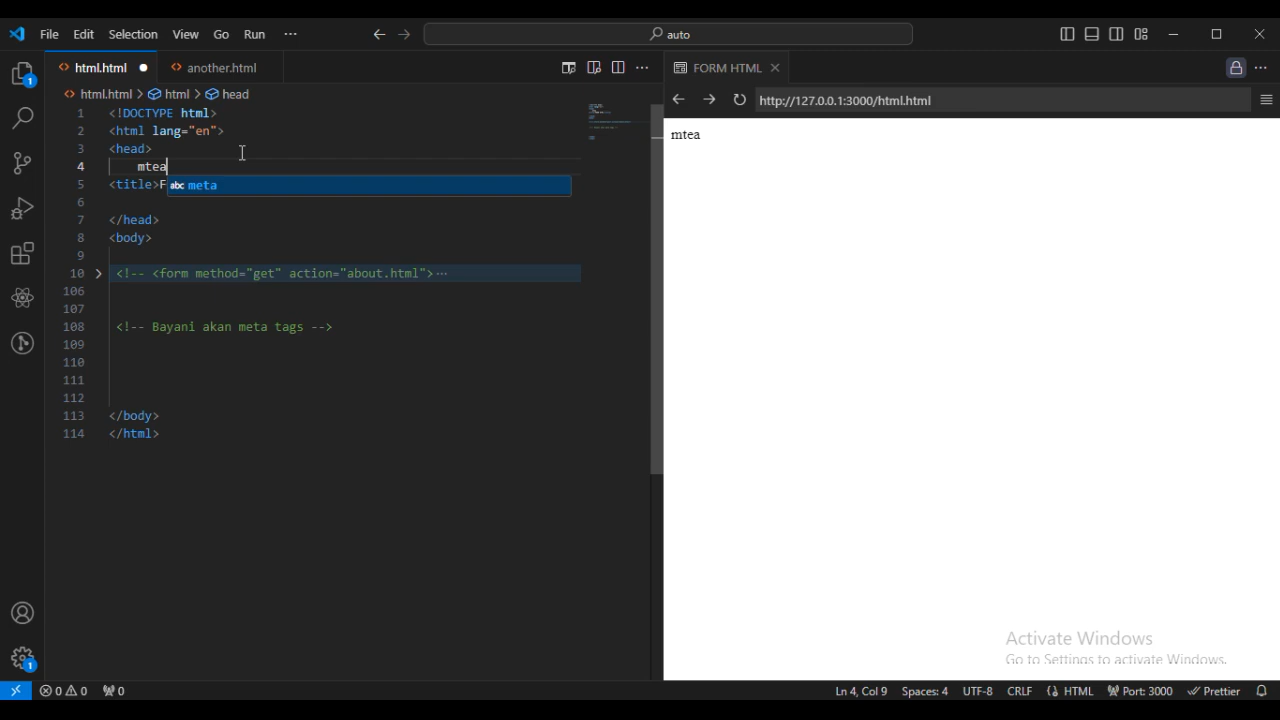 File Edit Selection View Go Run ···
auto
html.html
another.html
html.html > html > head
1 <!DOCTYPE html>
2 <html lang="en">
3 <head>
4 mtea
abc meta
5 <title>F
6
7 </head>
8 <body>
9
10 <!-- <form method="get" action="about.html">···
106
107
108 <!-- Bayani akan meta tags -->
109
110
111
112
113 </body>
114 </html>
FORM HTML
http://127.0.0.1:3000/html.html
mtea
Activate Windows
Go to Settings to activate Windows.
1
1
0 0 0
Ln 4, Col 9 Spaces: 4 UTF-8 CRLF {} HTML Port: 3000 Prettier